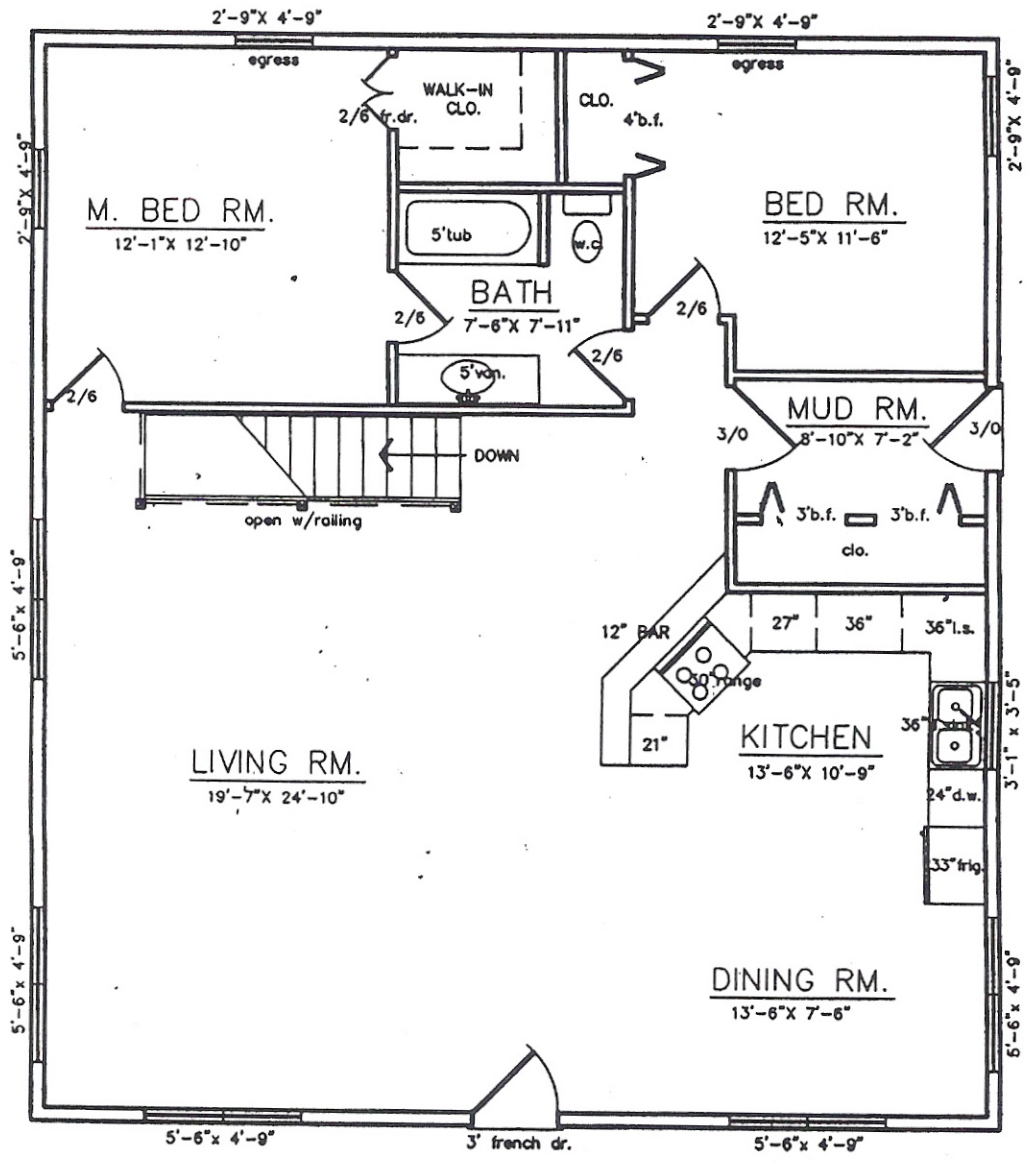 2'-9"X 4'-9"
2'-9"X 4'-9"
egress
egress
2'-9"X 4'-9"
2'-9"X 4'-9"
WALK-IN
CLO.
2/6 fr.dr.
CLO.
4'b.f.
M. BED RM.
12'-1"X 12'-10"
BED RM.
12'-5"X 11'-6"
5'tub
w.c.
BATH
7'-6"X 7'-11"
2/6
2/6
2/6
2/6
5'van.
MUD RM.
8'-10"X 7'-2"
3/0
3/0
DOWN
open w/railing
3'b.f.
3'b.f.
clo.
5'-6"x 4'-9"
12" BAR
27"
36"
36"l.s.
30"range
21"
36"
3'-1" x 3'-5"
KITCHEN
13'-6"X 10'-9"
LIVING RM.
19'-7"X 24'-10"
24"d.w.
33"frig.
5'-6"x 4'-9"
5'-6"x 4'-9"
DINING RM.
13'-6"X 7'-6"
5'-6"x 4'-9"
3' french dr.
5'-6"x 4'-9"